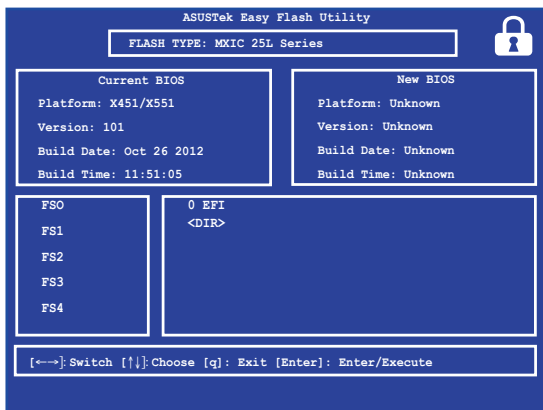 ASUSTek Easy Flash Utility
FLASH TYPE: MXIC 25L Series
Current BIOS
Platform: X451/X551
Version: 101
Build Date: Oct 26 2012
Build Time: 11:51:05
New BIOS
Platform: Unknown
Version: Unknown
Build Date: Unknown
Build Time: Unknown
FSO
FS1
FS2
FS3
FS4
0 EFI
<DIR>
[←→]: Switch [↑↓]: Choose [q]: Exit [Enter]: Enter/Execute